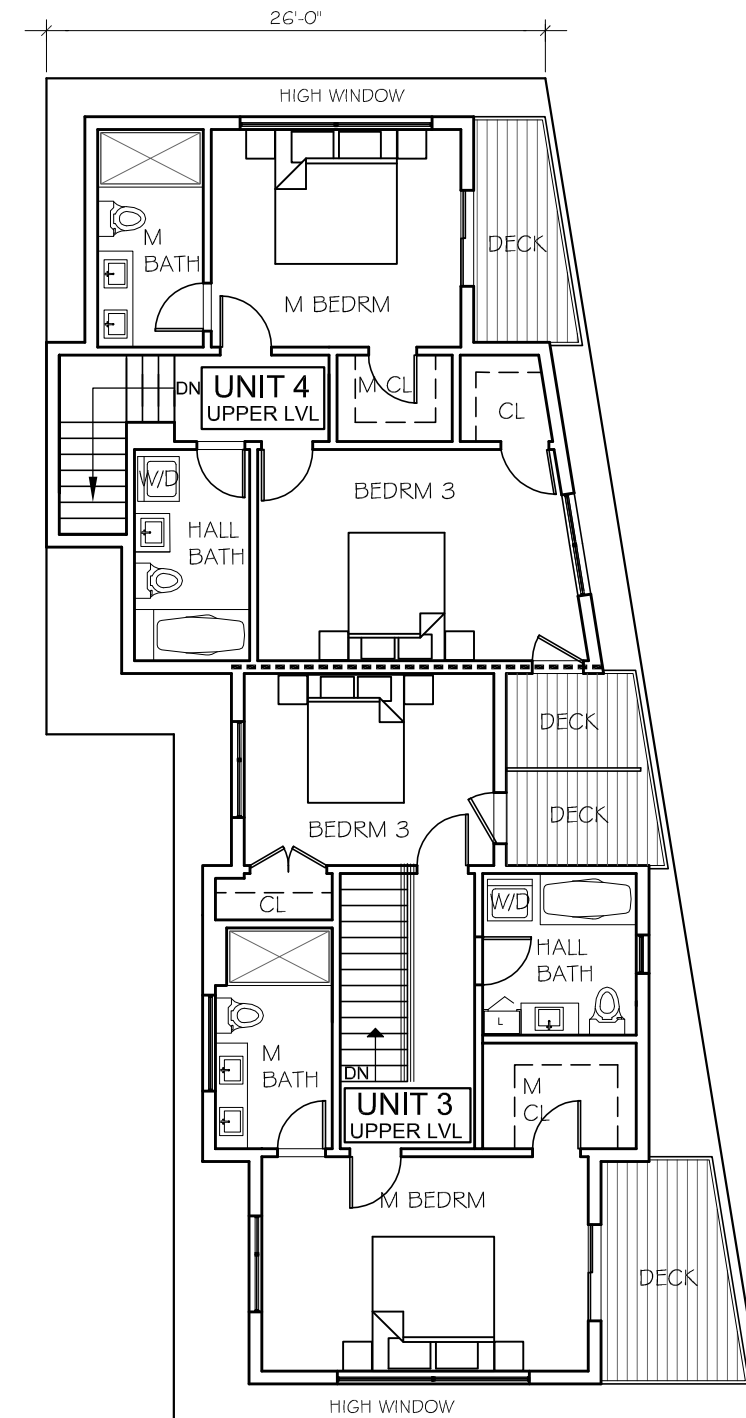 26'-0"
HIGH WINDOW
M
BATH
DECK
M BEDRM
DN
UNIT 4
UPPER LVL
M CL
CL
W/D
BEDRM 3
HALL
BATH
DECK
DECK
BEDRM 3
CL
W/D
HALL
BATH
L
M
BATH
DN
M
CL
UNIT 3
UPPER LVL
M BEDRM
DECK
HIGH WINDOW